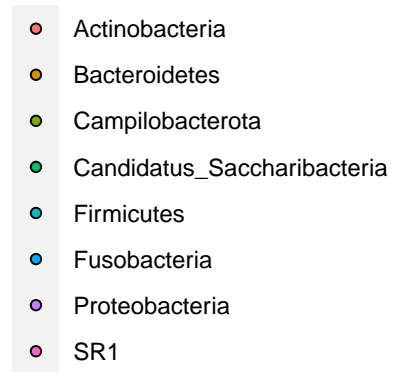 Actinobacteria
Bacteroidetes
Campilobacterota
Candidatus_Saccharibacteria
Firmicutes
Fusobacteria
Proteobacteria
SR1